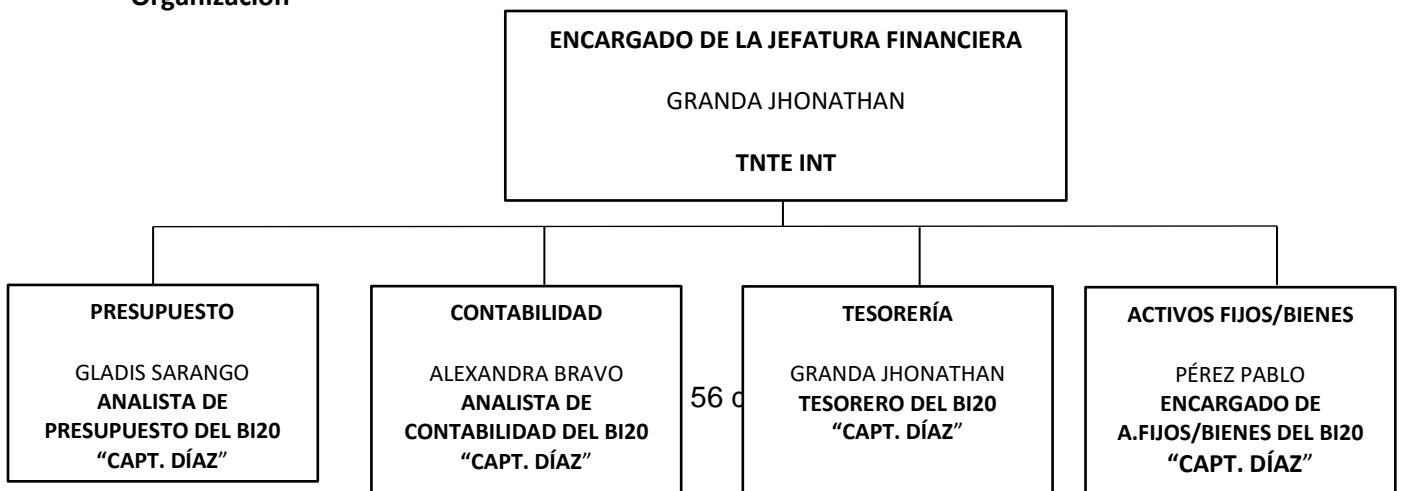 Organización
ENCARGADO DE LA JEFATURA FINANCIERA
GRANDA JHONATHAN
TNTE INT
PRESUPUESTO
GLADIS SARANGO
ANALISTA DE
PRESUPUESTO DEL BI20
“CAPT. DÍAZ”
CONTABILIDAD
ALEXANDRA BRAVO
ANALISTA DE
CONTABILIDAD DEL BI20
“CAPT. DÍAZ”
56
TESORERÍA
GRANDA JHONATHAN
TESORERO DEL BI20
“CAPT. DÍAZ”
ACTIVOS FIJOS/BIENES
PÉREZ PABLO
ENCARGADO DE
A.FIJOS/BIENES DEL BI20
“CAPT. DÍAZ”